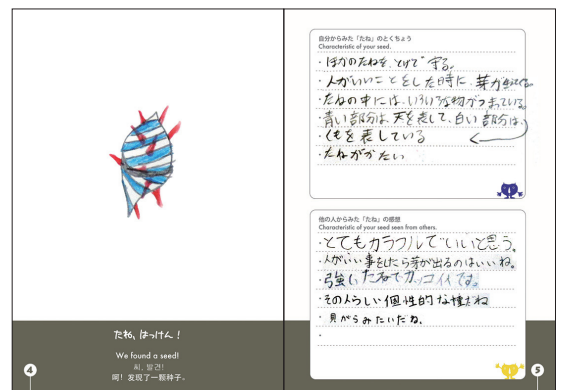 たね、はっけん！
We found a seed!
씨, 발견!
呵！发现了一颗种子。
4
自分からみた「たね」のとくちょう
Characteristic of your seed.
・ほかのたねを、とげで守る。
・人がいいことをした時に、芽が生えてくる。
・たねの中には、いろいろな物がつまっている。
・青い部分は、天を表して、白い部分は、
・くもを表している
・たねがかたい
他の人からみた「たね」の感想
Characteristic of your seed seen from others.
・とてもカラフルでいいと思う。
・人がいい事をしたら芽が出るのはいいね。
・強いたねでカッコイイです。
・その人らしい個性的な種だね
・貝がらみたいだね。
・
5